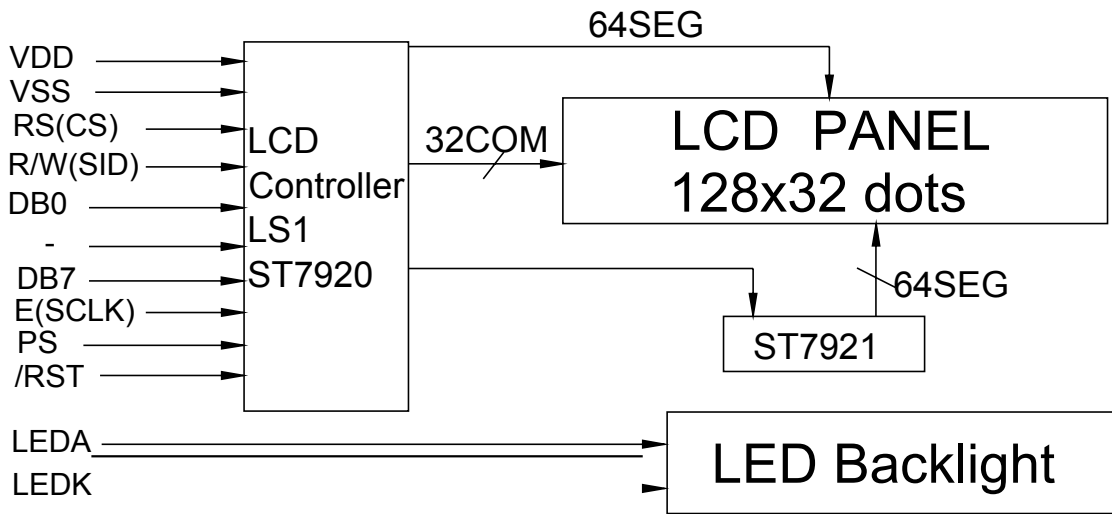 64SEG
VDD
VSS
RS(CS)
R/W(SID)
DB0
-
DB7
E(SCLK)
PS
/RST
LCD
Controller
LS1
ST7920
32COM
LCD PANEL
128x32 dots
64SEG
ST7921
LEDA
LEDK
LED Backlight